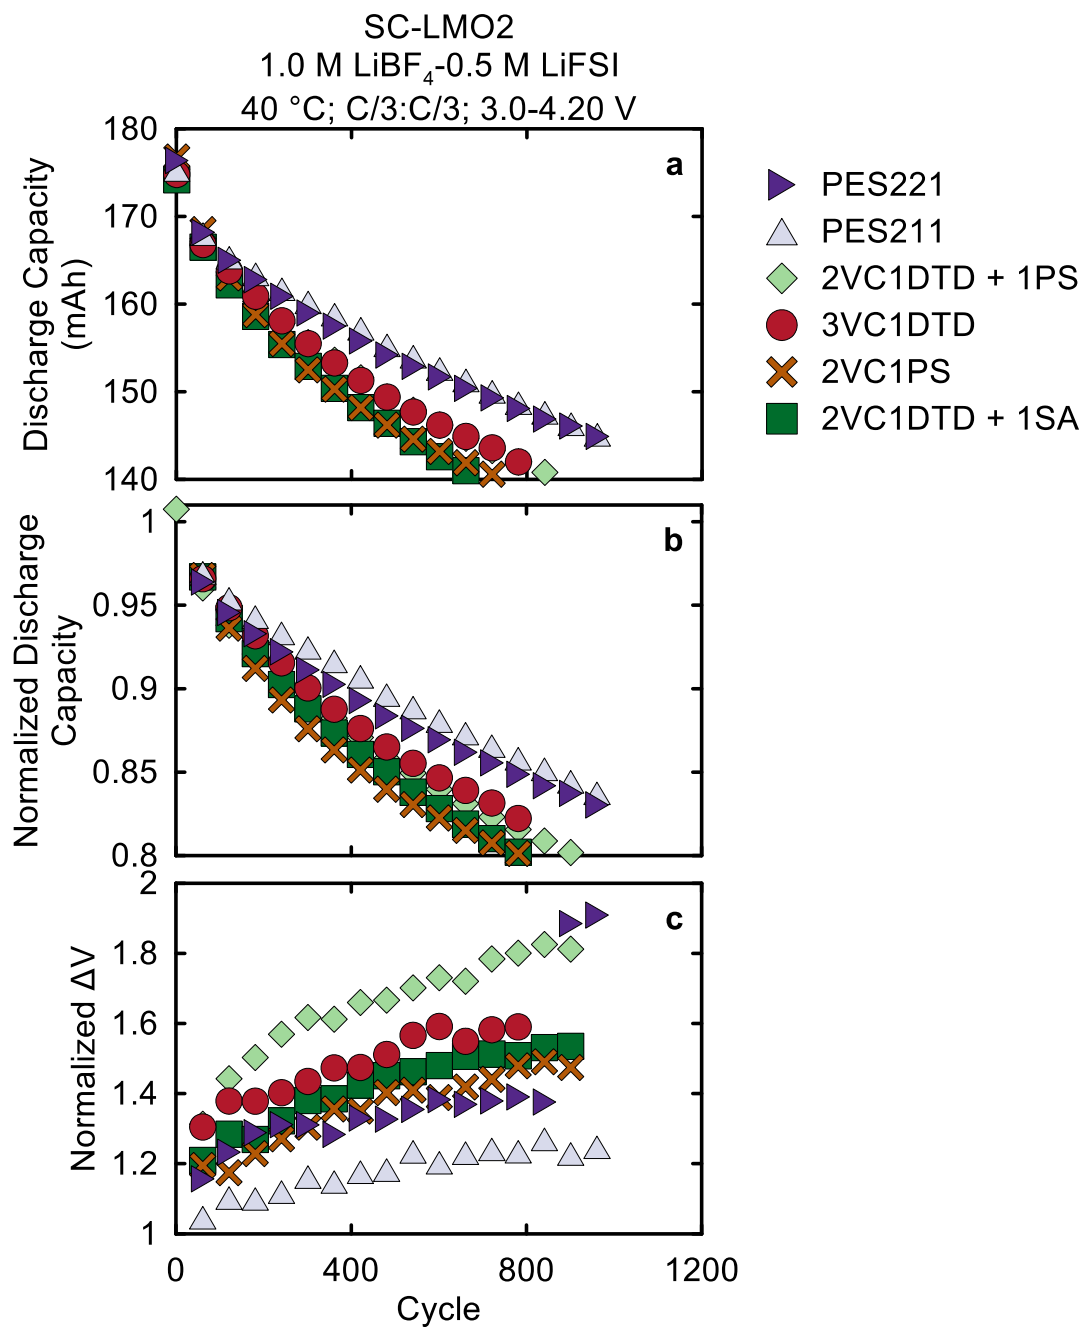 SC-LMO2
1.0 M LiBF4-0.5 M LiFSI
40 °C; C/3:C/3; 3.0-4.20 V
180
170
160
150
140
Discharge Capacity
(mAh)
a
PES221
PES211
2VC1DTD + 1PS
3VC1DTD
2VC1PS
2VC1DTD + 1SA
1
0.95
0.9
0.85
0.8
Normalized Discharge
Capacity
b
2
1.8
1.6
1.4
1.2
1
Normalized ΔV
c
0
400
800
1200
Cycle